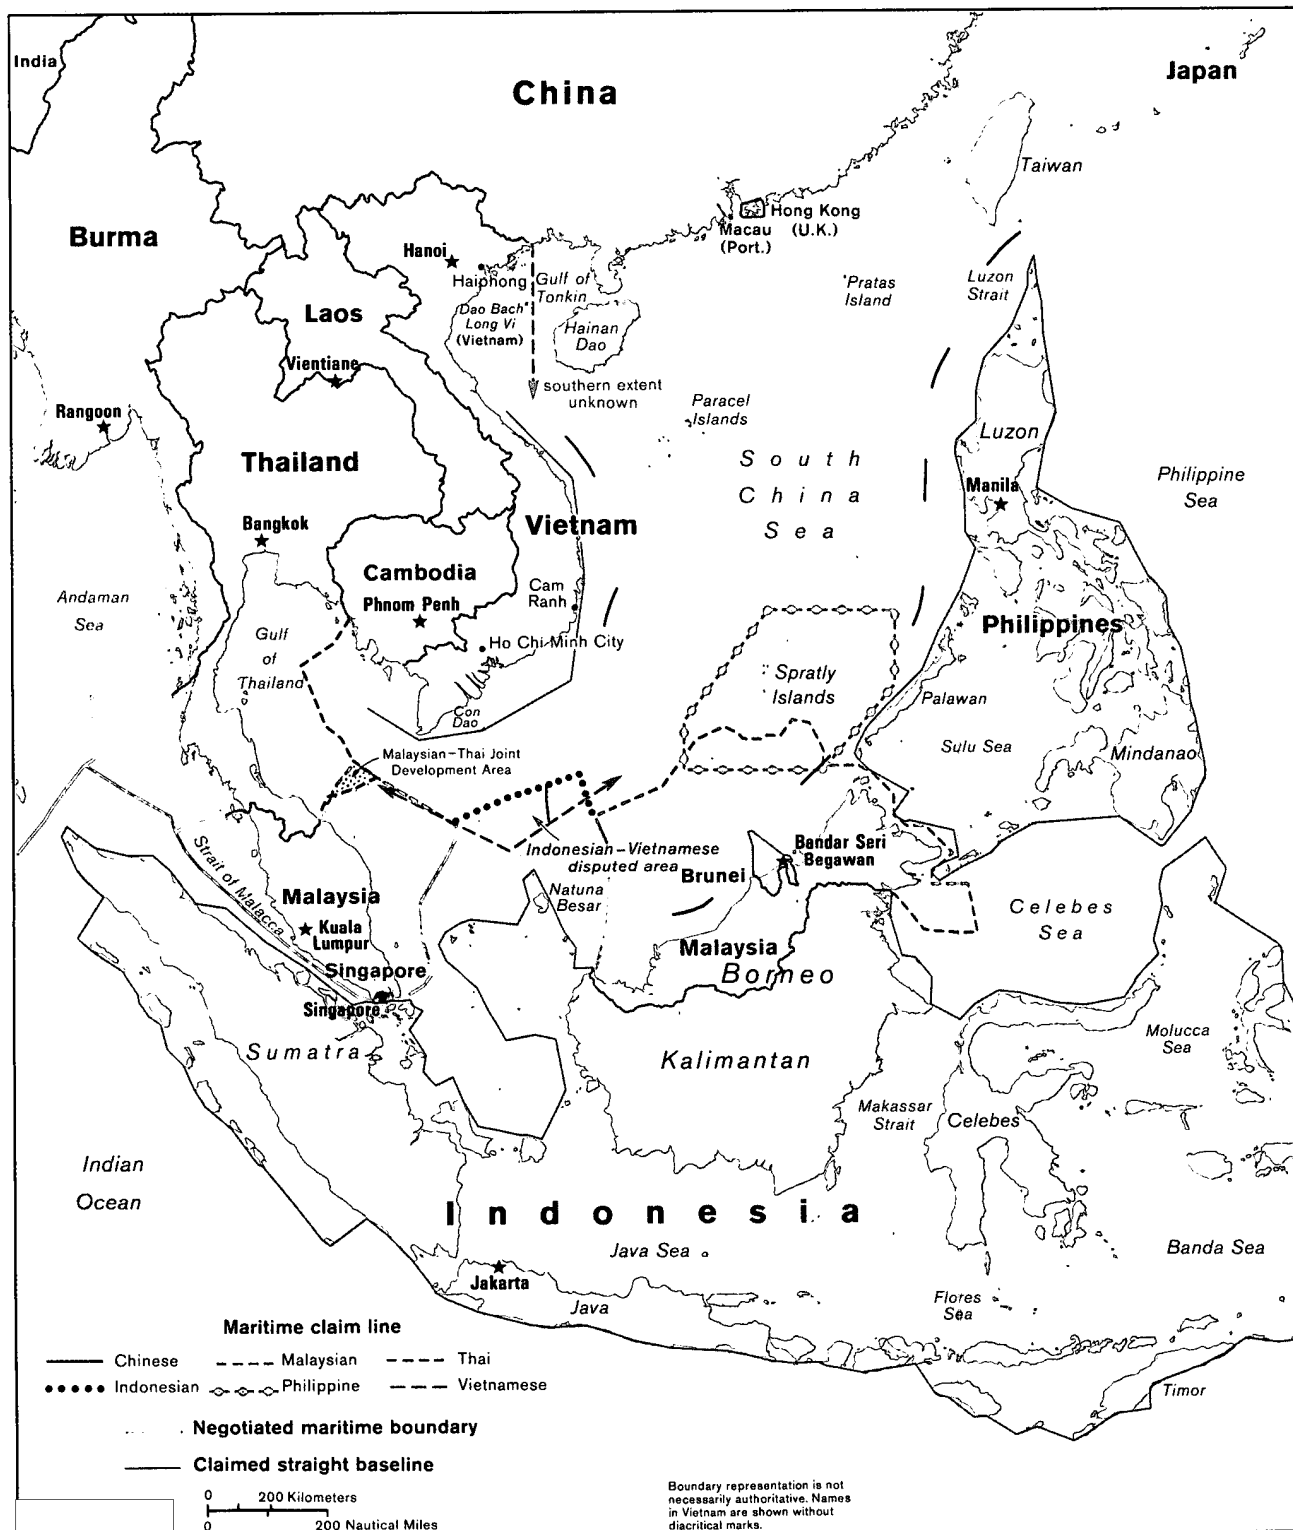 India
China
Japan
Taiwan
Burma
Hong Kong
Macau (U.K.)
(Port.)
Hanoi
Haiphong
Gulf of
Tonkin
Dao Bach
Long Vi
(Vietnam)
Hainan
Dao
Pratas
Island
Luzon
Strait
Laos
Vientiane
southern extent
unknown
Paracel
Islands
Rangoon
Luzon
Thailand
South
China
Sea
Philippine
Sea
Manila
Bangkok
Vietnam
Cambodia
Phnom Penh
Cam
Ranh
Andaman
Sea
Gulf
of
Thailand
Ho Chi Minh City
Philippines
Spratly
Islands
Palawan
Con
Dao
Sulu Sea
Mindanao
Malaysian-Thai Joint
Development Area
Strait of Malacca
Indonesian-Vietnamese
disputed area
Bandar Seri
Begawan
Brunei
Natuna
Besar
Malaysia
Kuala
Lumpur
Celebes
Sea
Malaysia
Borneo
Singapore
Singapore
Sumatra
Kalimantan
Molucca
Sea
Makassar
Strait
Celebes
Indian
Ocean
Indonesia
Java Sea
Banda Sea
Jakarta
Java
Flores
Sea
Timor
Maritime claim line
Chinese
Malaysian
Thai
Indonesian
Philippine
Vietnamese
Negotiated maritime boundary
Claimed straight baseline
0 200 Kilometers
0 200 Nautical Miles
Boundary representation is not
necessarily authoritative. Names
in Vietnam are shown without
diacritical marks.